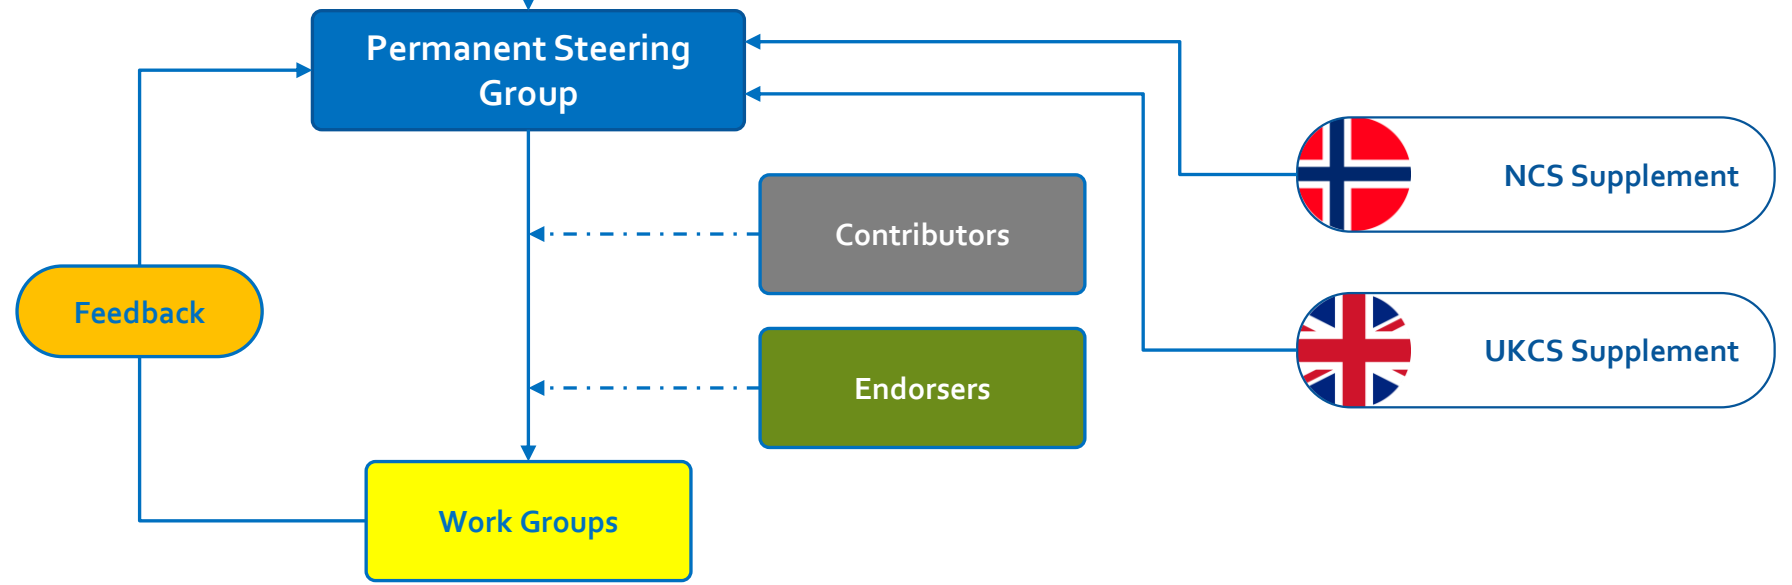 Permanent Steering
Group
NCS Supplement
Contributors
Feedback
UKCS Supplement
Endorsers
Work Groups